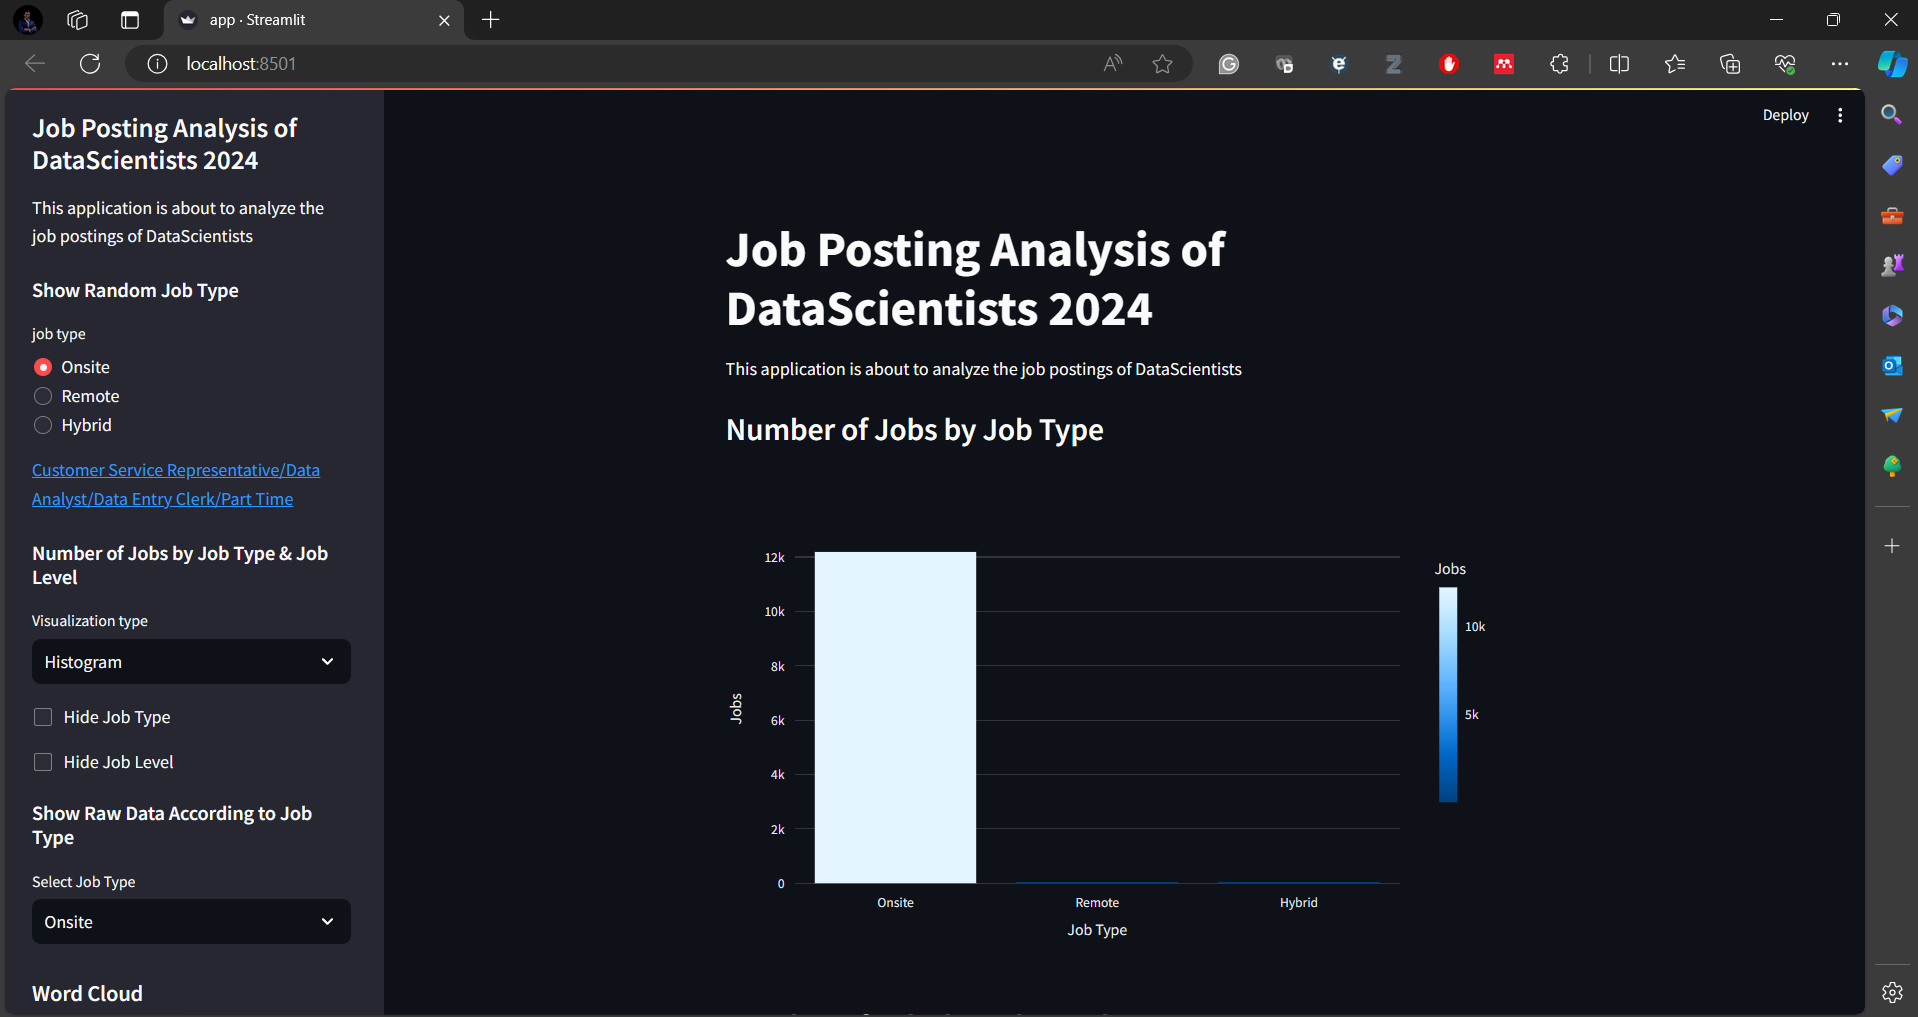 app · Streamlit
localhost:8501
Deploy
Job Posting Analysis of
DataScientists 2024
This application is about to analyze the
job postings of DataScientists
Show Random Job Type
job type
Onsite
Remote
Hybrid
Customer Service Representative/Data
Analyst/Data Entry Clerk/Part Time
Number of Jobs by Job Type & Job
Level
Visualization type
Histogram
Hide Job Type
Hide Job Level
Show Raw Data According to Job
Type
Select Job Type
Onsite
Word Cloud
Job Posting Analysis of
DataScientists 2024
This application is about to analyze the job postings of DataScientists
Number of Jobs by Job Type
12k
10k
8k
6k
4k
2k
0
Jobs
Onsite
Remote
Hybrid
Job Type
Jobs
10k
5k